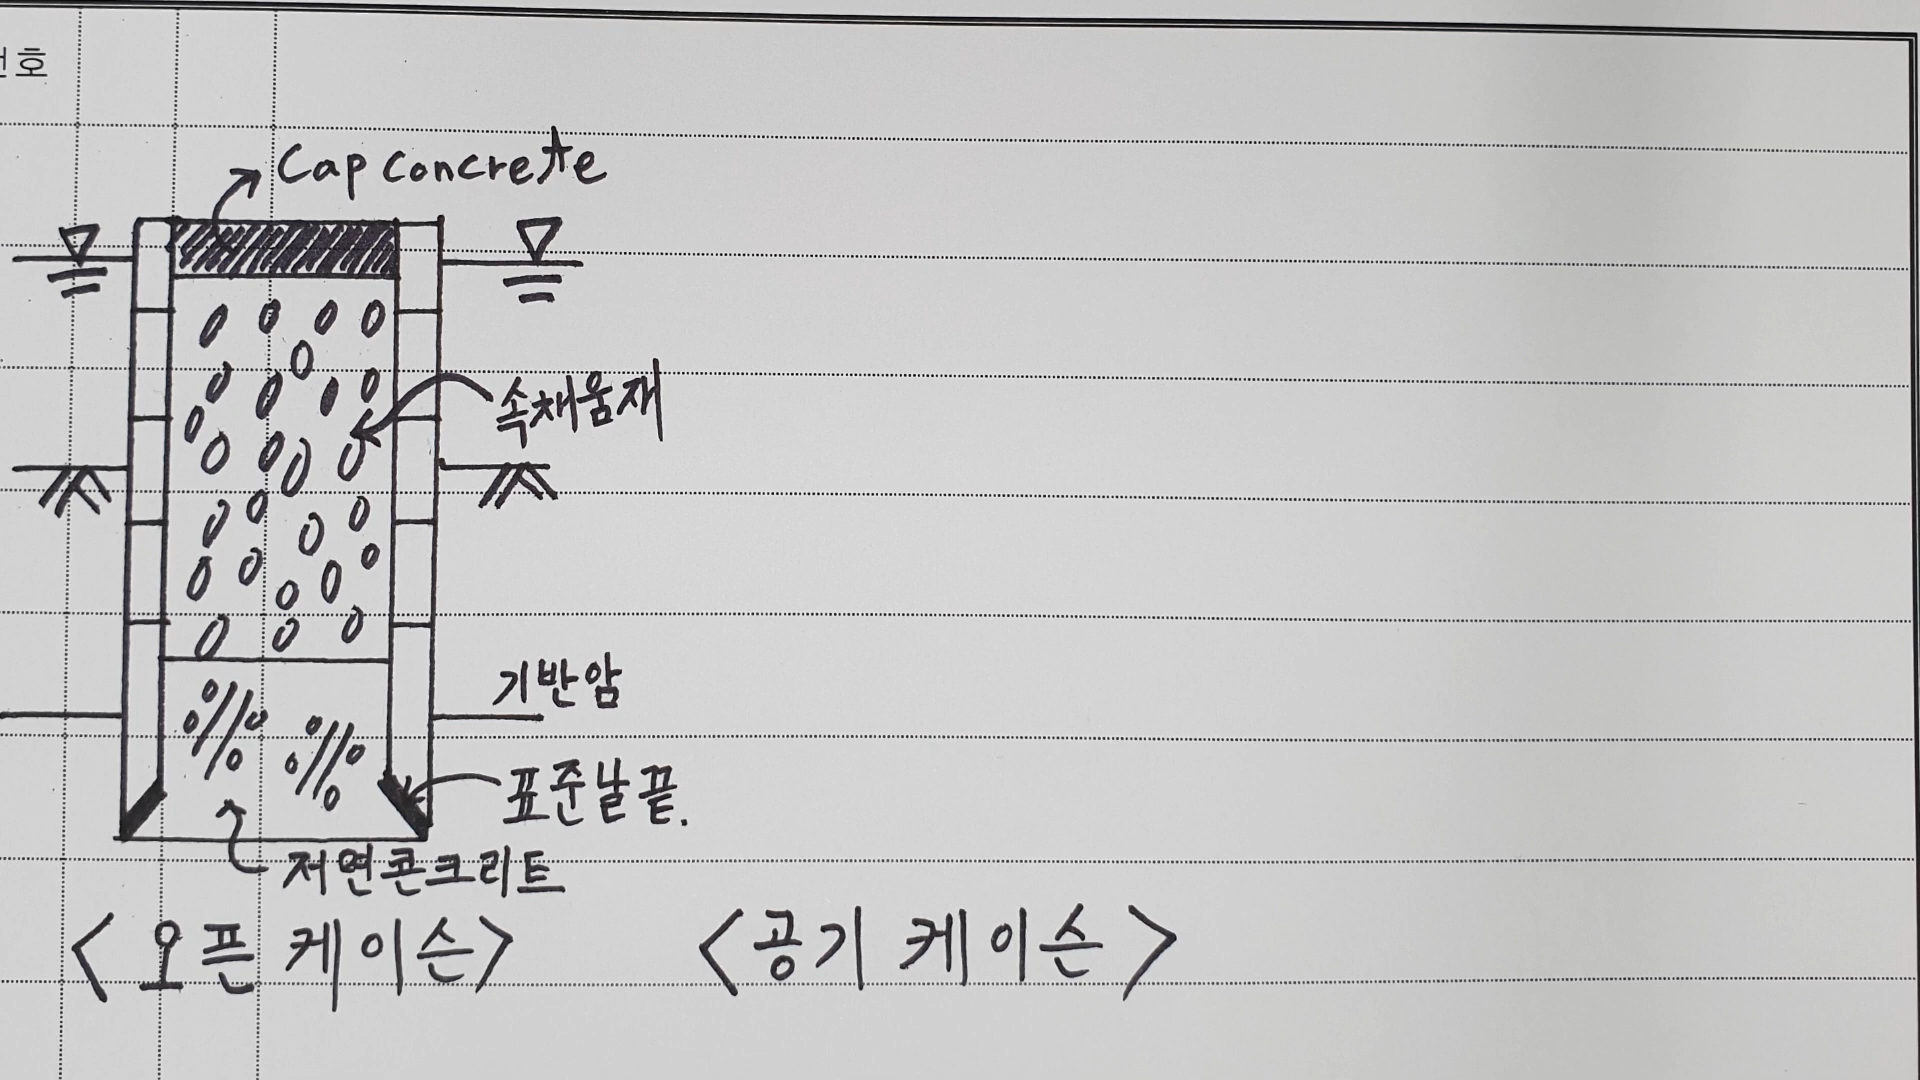 번호
Cap concrete
속채움재
기반암
표준날끝.
저면콘크리트
<오픈 케이슨> <공기 케이슨>